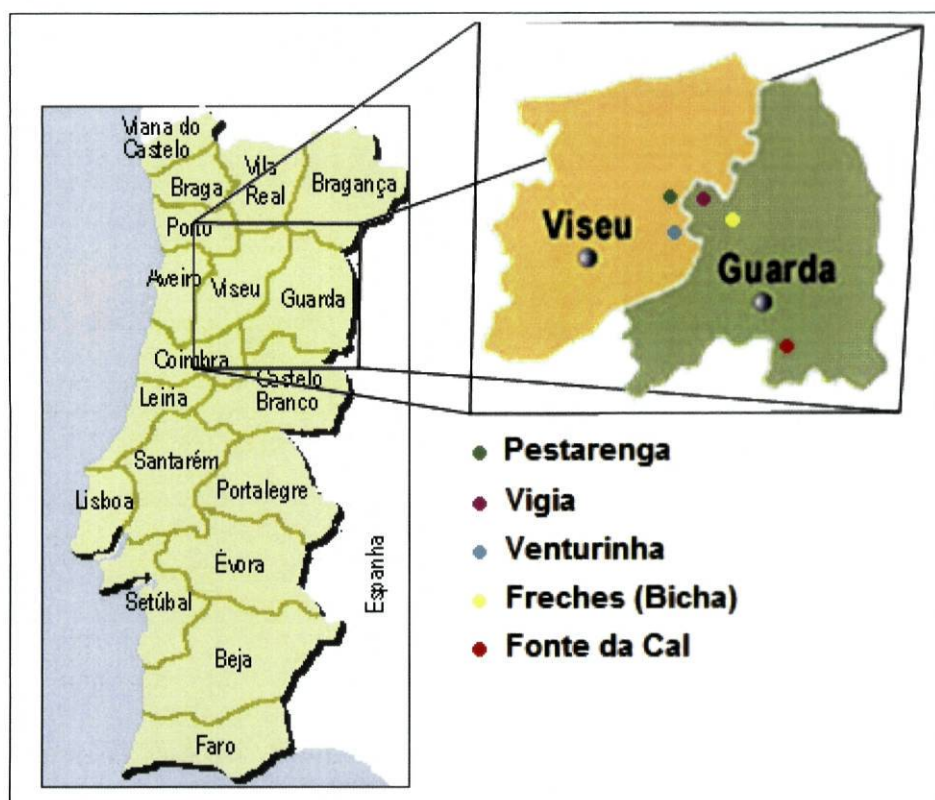 Viana do
Castelo
Braga
Vila
Real
Bragança
Porto
Aveiro
Viseu
Guarda
Coimbra
Castelo
Branco
Leiria
Santarém
Lisboa
Portalegre
Évora
Setúbal
Espanha
Beja
Faro
Viseu
Guarda
Pestarenga
Vigia
Venturinha
Freches (Bicha)
Fonte da Cal